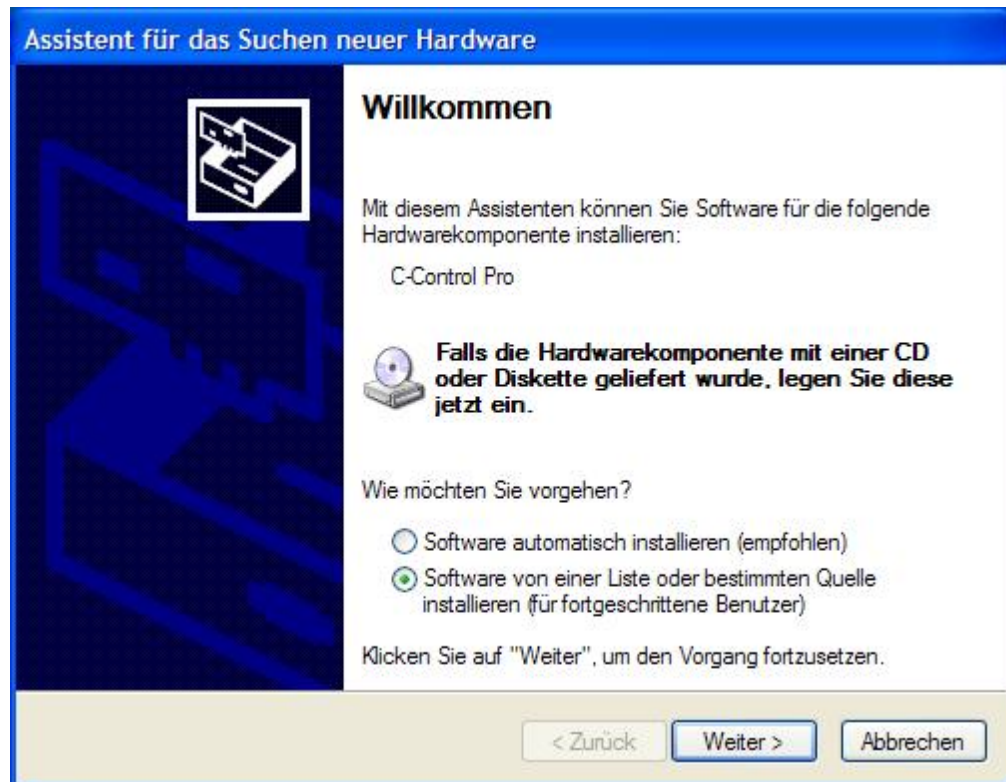 Assistent für das Suchen neuer Hardware
Willkommen
Mit diesem Assistenten können Sie Software für die folgende
Hardwarekomponente installieren:
C-Control Pro
Falls die Hardwarekomponente mit einer CD
oder Diskette geliefert wurde, legen Sie diese
jetzt ein.
Wie möchten Sie vorgehen?
Software automatisch installieren (empfohlen)
Software von einer Liste oder bestimmten Quelle
installieren (für fortgeschrittene Benutzer)
Klicken Sie auf "Weiter", um den Vorgang fortzusetzen.
< Zurück Weiter > Abbrechen